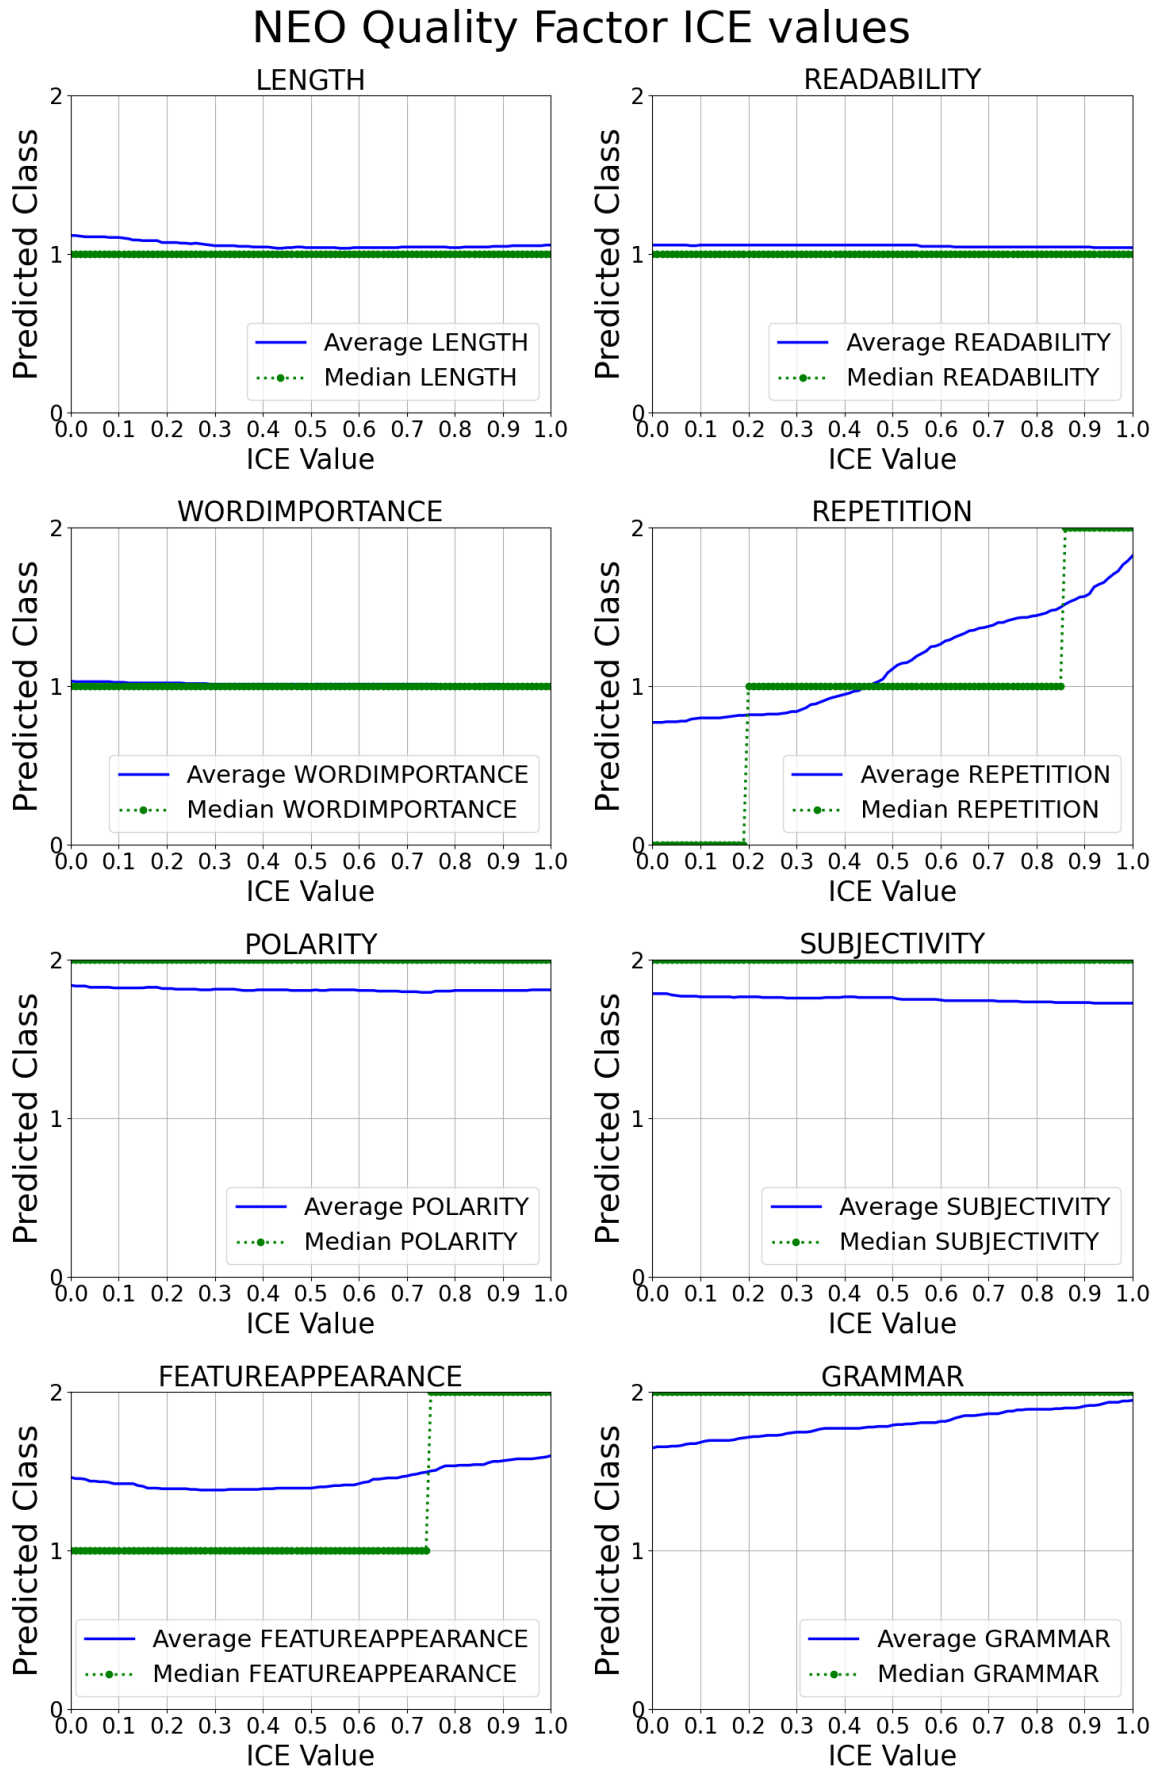 NEO Quality Factor ICE values
LENGTH
Predicted Class
2
1
0
Average LENGTH
Median LENGTH
0.0 0.1 0.2 0.3 0.4 0.5 0.6 0.7 0.8 0.9 1.0
ICE Value
READABILITY
Predicted Class
2
1
0
Average READABILITY
Median READABILITY
0.0 0.1 0.2 0.3 0.4 0.5 0.6 0.7 0.8 0.9 1.0
ICE Value
WORDIMPORTANCE
Predicted Class
2
1
0
Average WORDIMPORTANCE
Median WORDIMPORTANCE
0.0 0.1 0.2 0.3 0.4 0.5 0.6 0.7 0.8 0.9 1.0
ICE Value
REPETITION
Predicted Class
2
1
0
Average REPETITION
Median REPETITION
0.0 0.1 0.2 0.3 0.4 0.5 0.6 0.7 0.8 0.9 1.0
ICE Value
POLARITY
Predicted Class
2
1
0
Average POLARITY
Median POLARITY
0.0 0.1 0.2 0.3 0.4 0.5 0.6 0.7 0.8 0.9 1.0
ICE Value
SUBJECTIVITY
Predicted Class
2
1
0
Average SUBJECTIVITY
Median SUBJECTIVITY
0.0 0.1 0.2 0.3 0.4 0.5 0.6 0.7 0.8 0.9 1.0
ICE Value
FEATUREAPPEARANCE
Predicted Class
2
1
0
Average FEATUREAPPEARANCE
Median FEATUREAPPEARANCE
0.0 0.1 0.2 0.3 0.4 0.5 0.6 0.7 0.8 0.9 1.0
ICE Value
GRAMMAR
Predicted Class
2
1
0
Average GRAMMAR
Median GRAMMAR
0.0 0.1 0.2 0.3 0.4 0.5 0.6 0.7 0.8 0.9 1.0
ICE Value